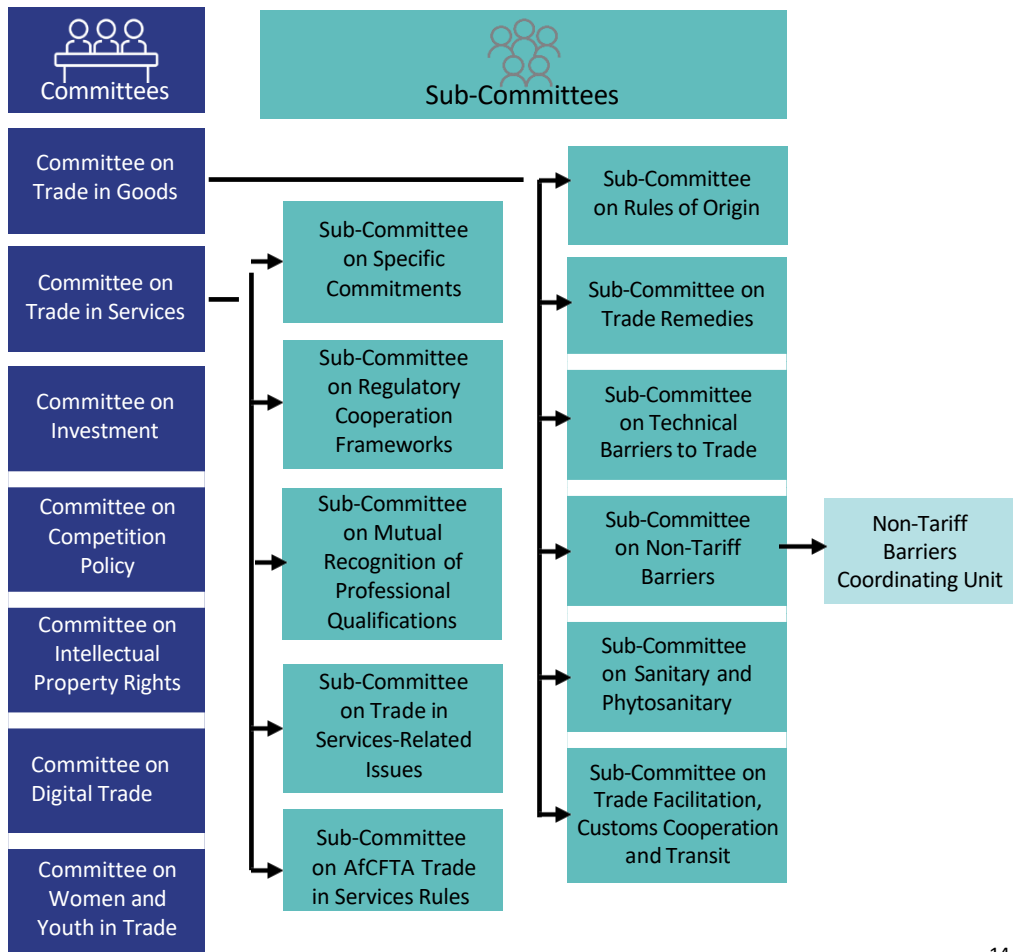 Committees
Sub-Committees
Committee on
Trade in Goods
Committee on
Trade in Services
Committee on
Investment
Committee on
Competition
Policy
Committee on
Intellectual
Property Rights
Committee on
Digital Trade
Committee on
Women and
Youth in Trade
Sub-Committee
on Specific
Commitments
Sub-Committee
on Regulatory
Cooperation
Frameworks
Sub-Committee
on Mutual
Recognition of
Professional
Qualifications
Sub-Committee
on Trade in
Services-Related
Issues
Sub-Committee
on AfCFTA Trade
in Services Rules
Sub-Committee
on Rules of Origin
Sub-Committee on
Trade Remedies
Sub-Committee
on Technical
Barriers to Trade
Sub-Committee
on Non-Tariff
Barriers
Sub-Committee
on Sanitary and
Phytosanitary
Sub-Committee on
Trade Facilitation,
Customs Cooperation
and Transit
Non-Tariff
Barriers
Coordinating Unit